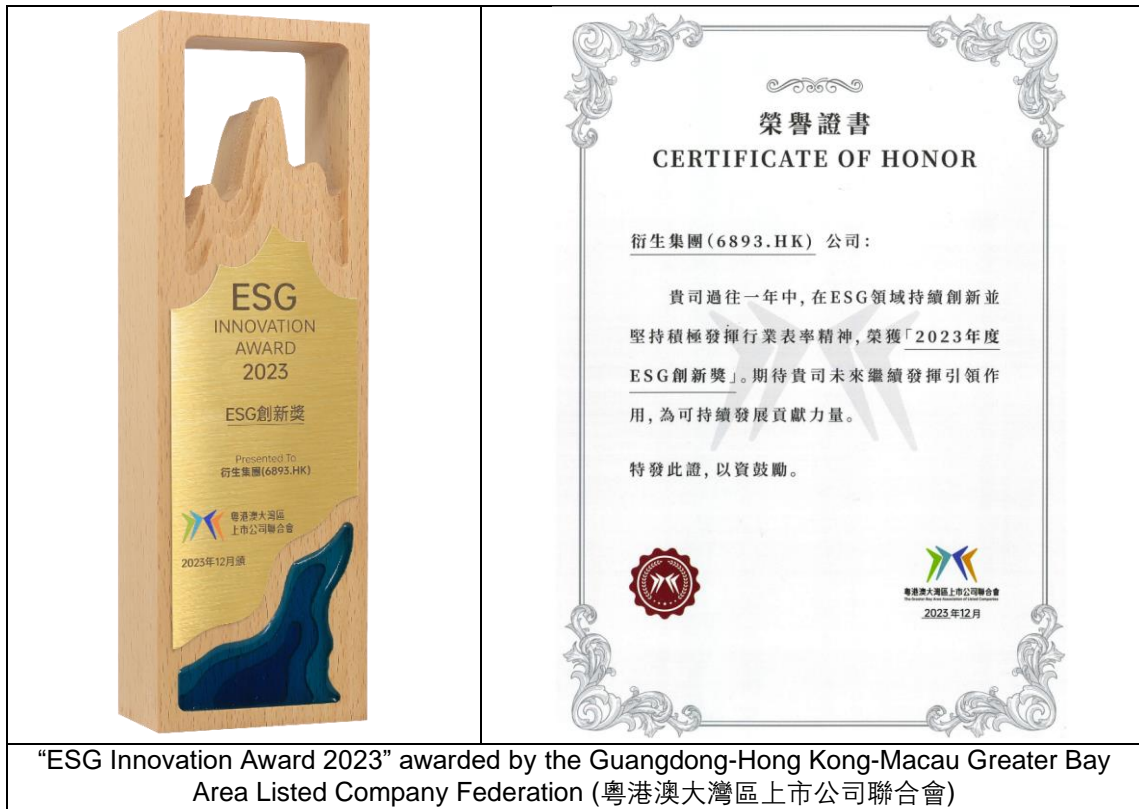 ESG
INNOVATION
AWARD
2023
ESG創新獎
Presented To
衍生集團(6893.HK)
粵港澳大灣區
上市公司聯合會
2023年12月頒
榮譽證書
CERTIFICATE OF HONOR
衍生集團(6893.HK) 公司:
貴司過往一年中,在ESG領域持續創新並
堅持積極發揮行業表率精神,榮獲「2023年度
ESG創新獎」。期待貴司未來繼續發揮引領作
用,為可持續發展貢獻力量。
特發此證,以資鼓勵。
粵港澳大灣區上市公司聯合會
The Greater Bay Area Association of Listed Companies
2023年12月
“ESG Innovation Award 2023” awarded by the Guangdong-Hong Kong-Macau Greater Bay
Area Listed Company Federation (粵港澳大灣區上市公司聯合會)